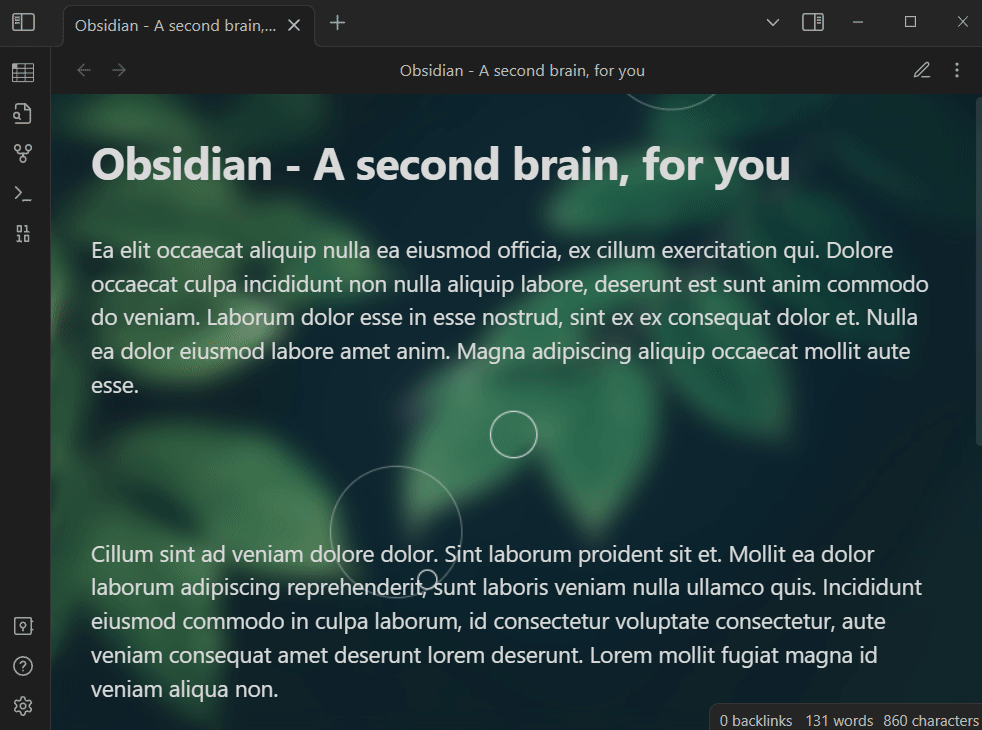 Obsidian - A second brain,...
Obsidian - A second brain, for you
Obsidian - A second brain, for you
Ea elit occaecat aliquip nulla ea eiusmod officia, ex cillum exercitation qui. Dolore
occaecat culpa incididunt non nulla aliquip labore, deserunt est sunt anim commodo
do veniam. Laborum dolor esse in esse nostrud, sint ex ex consequat dolor et. Nulla
ea dolor eiusmod labore amet anim. Magna adipiscing aliquip occaecat mollit aute
esse.
Cillum sint ad veniam dolore dolor. Sint laborum proident sit et. Mollit ea dolor
laborum adipiscing reprehenderit, sunt laboris veniam nulla ullamco quis. Incididunt
eiusmod commodo in culpa laborum, id consectetur voluptate consectetur, aute
veniam consequat amet deserunt lorem deserunt. Lorem mollit fugiat magna id
veniam aliqua non.
0 backlinks 131 words 860 characters